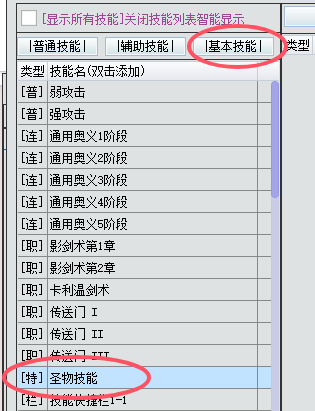 [显示所有技能]关闭技能列表智能显示
|普通技能| |辅助技能| |基本技能| 类型
类型 技能名(双击添加)
[普] 弱攻击
[普] 强攻击
[连] 通用奥义1阶段
[连] 通用奥义2阶段
[连] 通用奥义3阶段
[连] 通用奥义4阶段
[连] 通用奥义5阶段
[职] 影剑术第1章
[职] 影剑术第2章
[职] 卡利温剑术
[职] 传送门 I
[职] 传送门 II
[职] 传送门 III
[特] 圣物技能
[栏] 技能快捷栏1-1